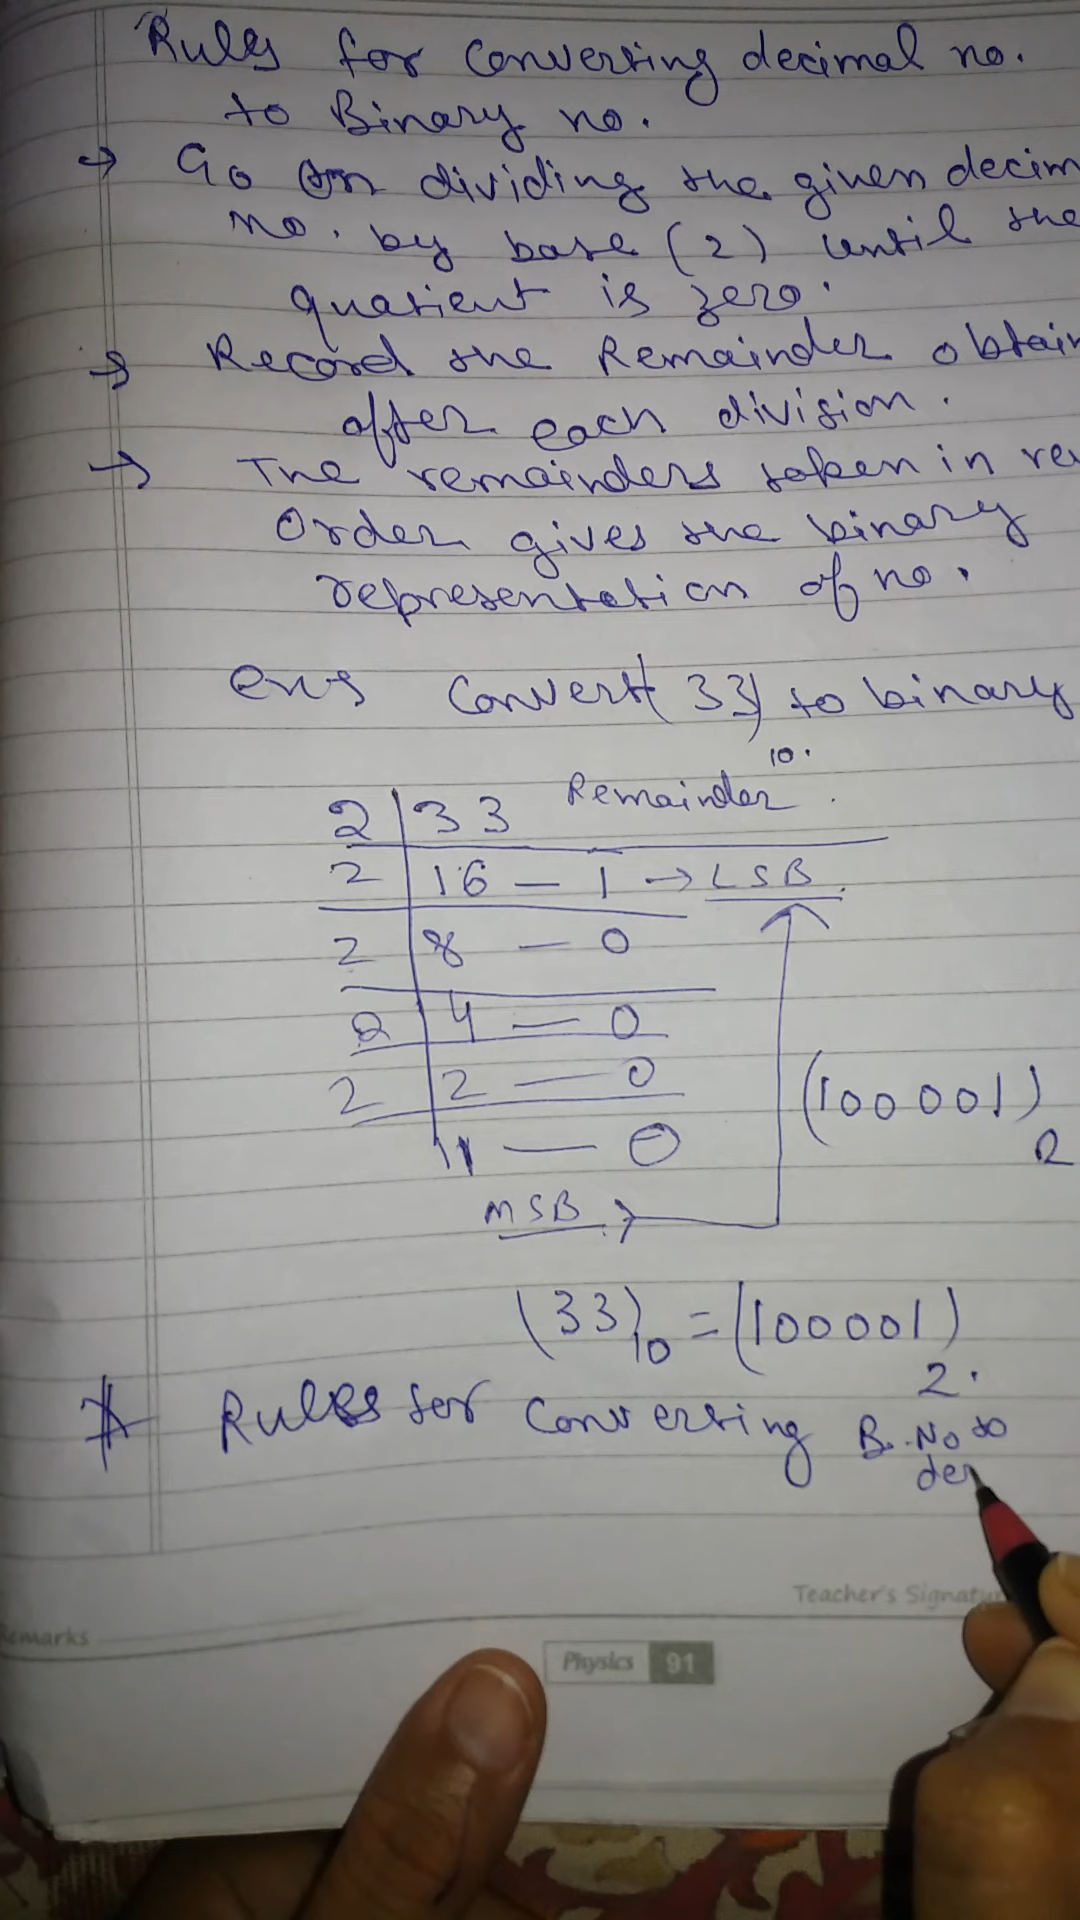 Rules for Converting decimal no.
to Binary no.
→ Go on dividing the given decim
no. by base (2) until the
quatient is zero.
→ Record the Remainder obtain
after each division.
→ The remainders taken in re
Order gives the binary
representation of no.
Convert (33)10. to binary
2 | 33 Remainder
2 | 16 — 1 → LSB
2 | 8 — 0
2 | 4 — 0
2 | 2 — 0
(100001)2
1 — 0
MSB
(33)10 = (100001)2.
Rules for Converting B. No to
dec
Teacher's Signatu
emarks
Physics 91